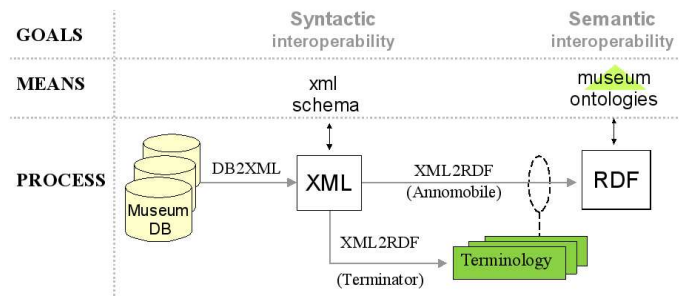 GOALS
Syntactic
interoperability
Semantic
interoperability
MEANS
xml
schema
museum
ontologies
PROCESS
Museum
DB
DB2XML
XML
XML2RDF
(Annomobile)
RDF
XML2RDF
(Terminator)
Terminology